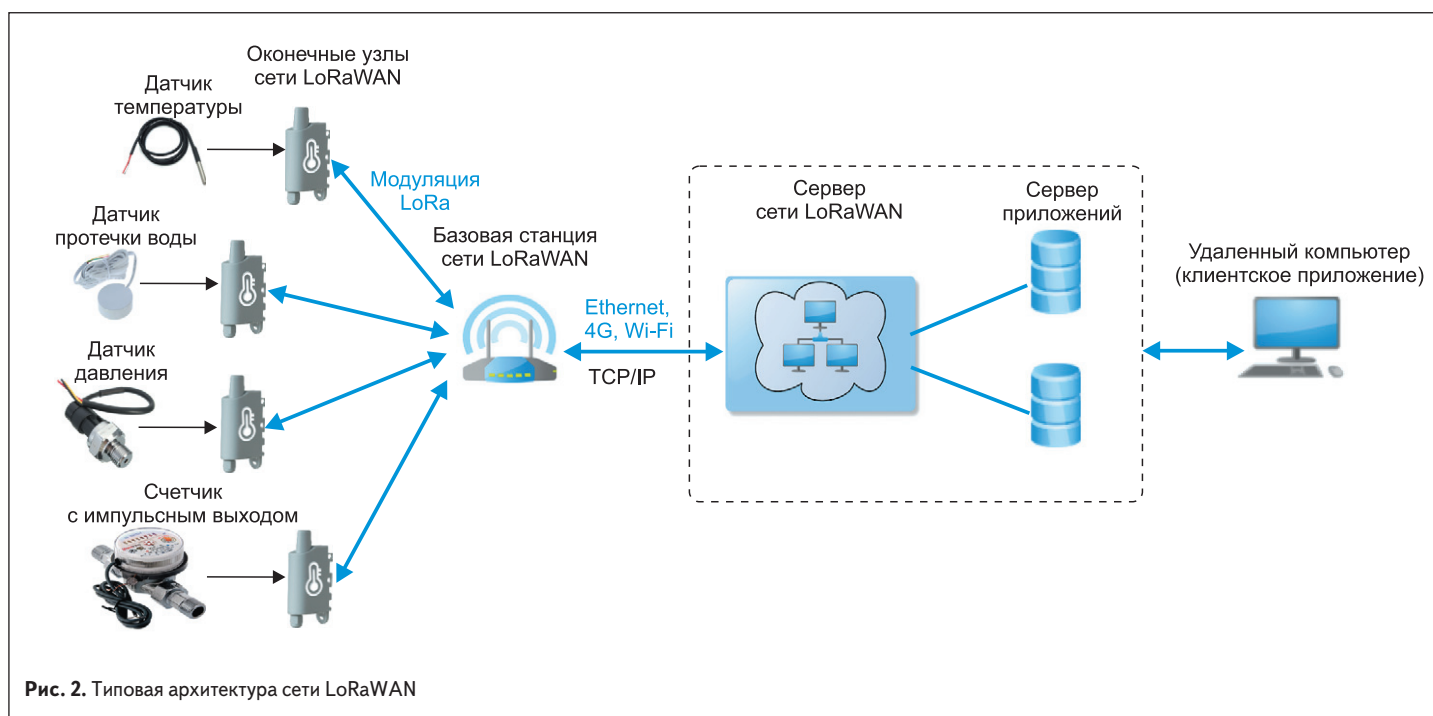 Оконечные узлы
сети LoRaWAN
Датчик
температуры
Модуляция
LoRa
Датчик
протечки воды
Базовая станция
сети LoRaWAN
Датчик
давления
Счетчик
с импульсным выходом
Ethernet,
4G, Wi-Fi
TCP/IP
Сервер
сети LoRaWAN
Сервер
приложений
Удаленный компьютер
(клиентское приложение)
Рис. 2. Типовая архитектура сети LoRaWAN